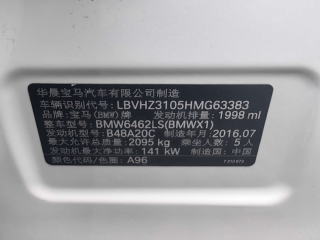 华晨宝马汽车有限公司制造
车辆识别代号: LBVHZ3105HMG63383
宝马(BMW)牌 发动机排量: 1998 ml
整车型号: BMW6462LS(BMWX1)
发动机型号: B48A20C 制造年月 2016.07
最大允许总质量: 2095 kg 乘坐人数: 5 人
发动机最大净功率: 141 kW 制造国: 中国
颜色代码: A96